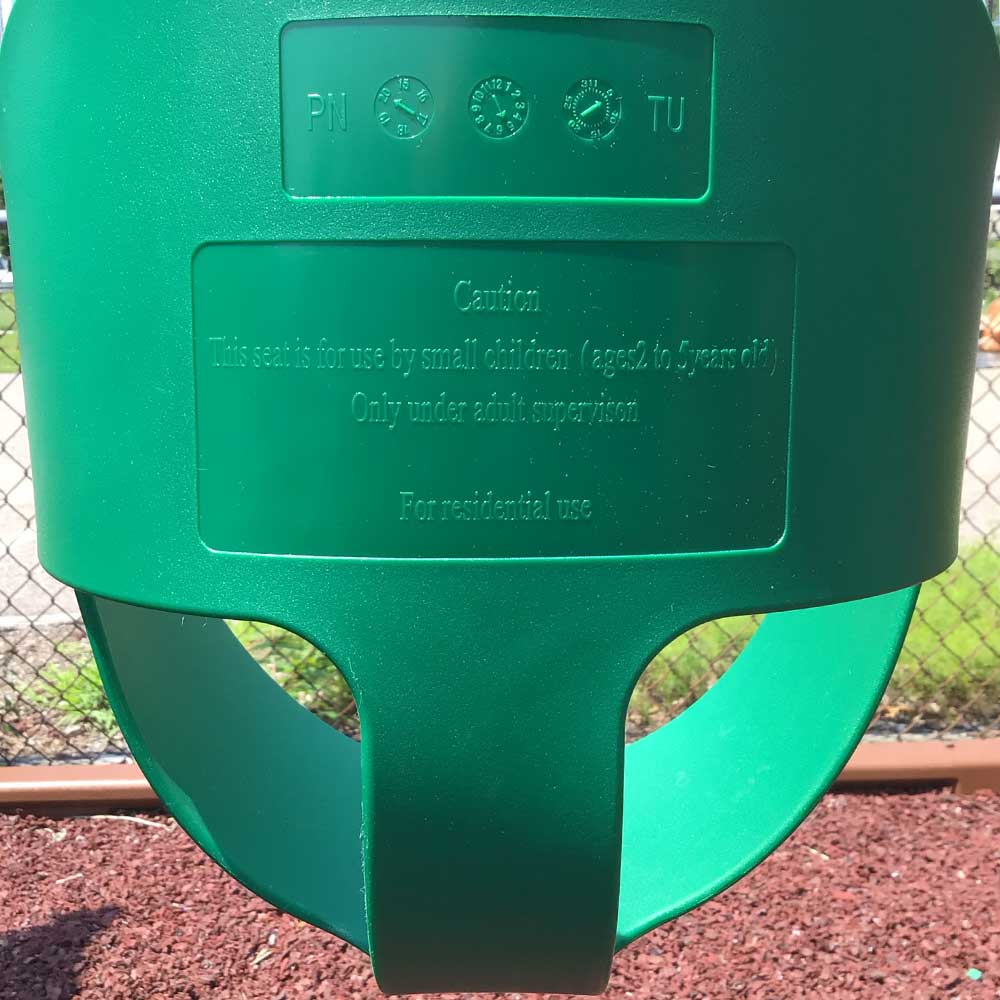 PN TU
Caution
This seat is for use by small children (ages2 to 5years old)
Only under adult supervison
For residential use